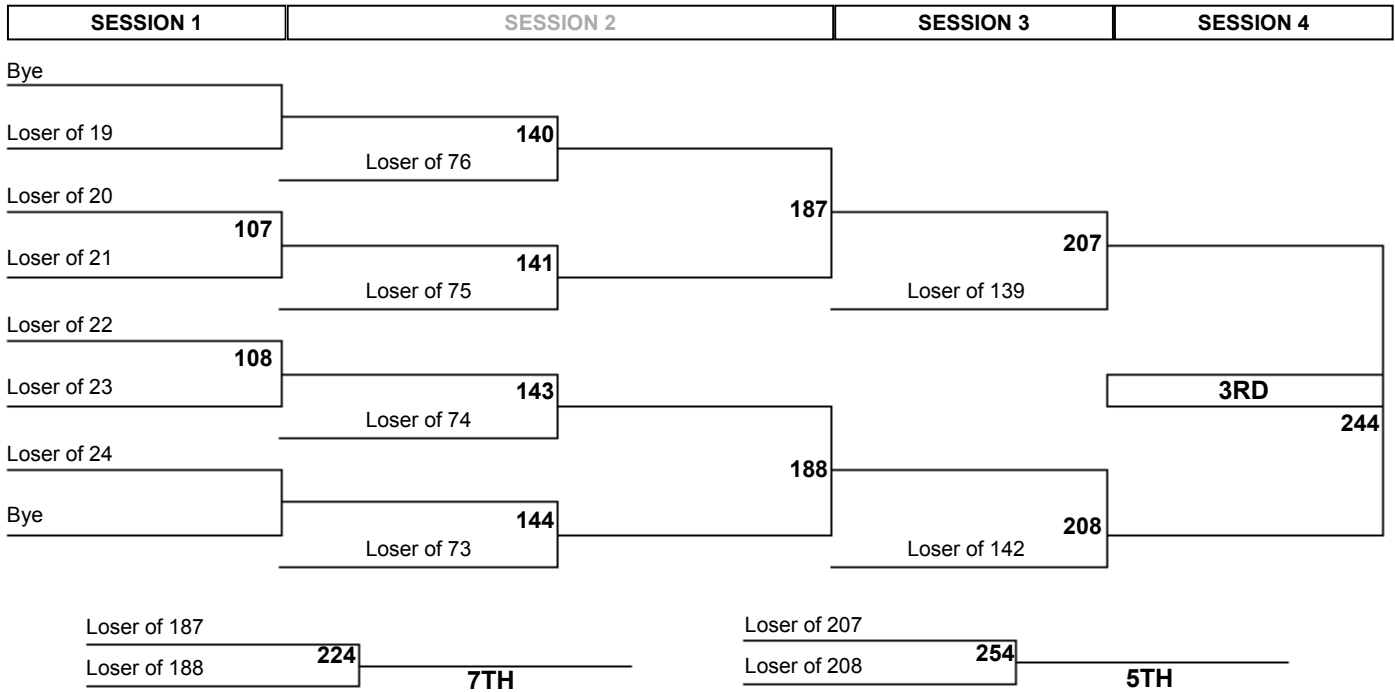 SESSION 1 SESSION 2 SESSION 3 SESSION 4
Bye
Loser of 19
140
Loser of 76
Loser of 20
187
107
207
Loser of 21
141
Loser of 75
Loser of 139
Loser of 22
108
Loser of 23
143
3RD
Loser of 74
244
Loser of 24
188
Bye
144
208
Loser of 73
Loser of 142
Loser of 187
224
Loser of 188
7TH
Loser of 207
254
Loser of 208
5TH